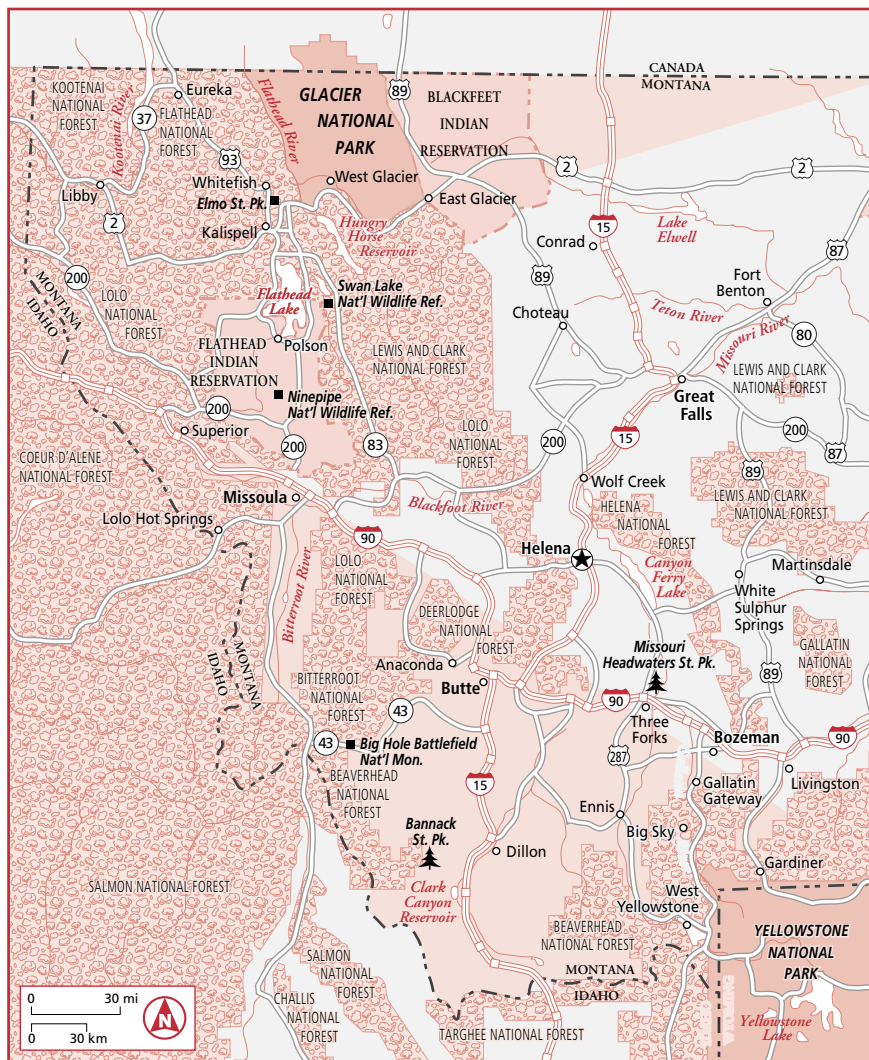 CANADA
MONTANA
KOOTENAI
NATIONAL
FOREST
Kootenai River
Eureka
FLATHEAD
NATIONAL
FOREST
37
93
Flathead River
GLACIER
NATIONAL
PARK
89
BLACKFEET
INDIAN
RESERVATION
2
2
Libby
2
Whitefish
Elmo St. Pk.
Kalispell
West Glacier
East Glacier
Hungry
Horse
Reservoir
15
Conrad
Lake
Elwell
87
89
Fort
Benton
200
MONTANA
IDAHO
LOLO
NATIONAL
FOREST
Flathead
Lake
Swan Lake
Nat'l Wildlife Ref.
Choteau
Teton River
Missouri River
80
Polson
FLATHEAD
INDIAN
RESERVATION
LEWIS AND CLARK
NATIONAL FOREST
LEWIS AND CLARK
NATIONAL FOREST
Great
Falls
Ninepipe
Nat'l Wildlife Ref.
200
Superior
200
83
LOLO
NATIONAL
FOREST
200
15
200
87
89
COEUR D'ALENE
NATIONAL FOREST
Missoula
Wolf Creek
Blackfoot River
HELENA
NATIONAL
FOREST
LEWIS AND CLARK
NATIONAL FOREST
Lolo Hot Springs
90
Helena
Canyon
Ferry
Lake
Martinsdale
White
Sulphur
Springs
Bitterroot River
LOLO
NATIONAL
FOREST
DEERLODGE
NATIONAL
FOREST
MONTANA
IDAHO
Anaconda
Butte
Missouri
Headwaters St. Pk.
GALLATIN
NATIONAL
FOREST
89
BITTERROOT
NATIONAL
FOREST
43
43
90
Three
Forks
Bozeman
90
Big Hole Battlefield
Nat'l Mon.
287
BEAVERHEAD
NATIONAL
FOREST
15
Gallatin
Gateway
Livingston
Ennis
Big Sky
Bannack
St. Pk.
Dillon
Gardiner
SALMON NATIONAL FOREST
Clark
Canyon
Reservoir
West
Yellowstone
BEAVERHEAD
NATIONAL FOREST
YELLOWSTONE
NATIONAL
PARK
SALMON
NATIONAL
FOREST
MONTANA
IDAHO
CHALLIS
NATIONAL
FOREST
TARGHEE NATIONAL FOREST
Yellowstone
Lake
0 30 mi
0 30 km
N